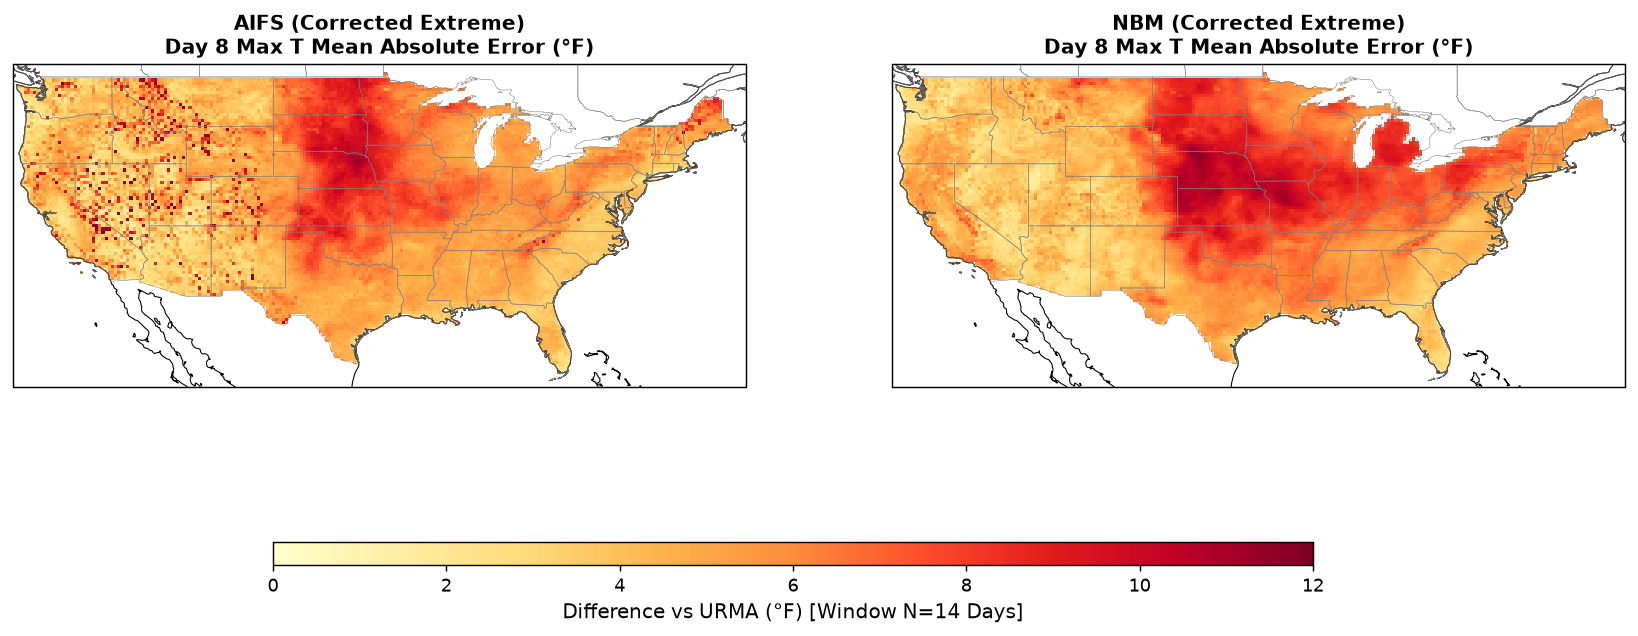 AIFS (Corrected Extreme)
Day 8 Max T Mean Absolute Error (°F)
NBM (Corrected Extreme)
Day 8 Max T Mean Absolute Error (°F)
0 2 4 6 8 10 12
Difference vs URMA (°F) [Window N=14 Days]